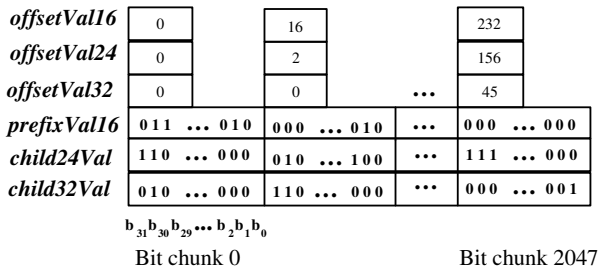 offsetVal16 0 16 232
offsetVal24 0 2 156
offsetVal32 0 0 ... 45
prefixVal16 011 ... 010 000 ... 010 ... 000 ... 000
child24Val 110 ... 000 010 ... 100 ... 111 ... 000
child32Val 010 ... 000 110 ... 000 ... 000 ... 001
b31b30b29...b2b1b0
Bit chunk 0 Bit chunk 2047